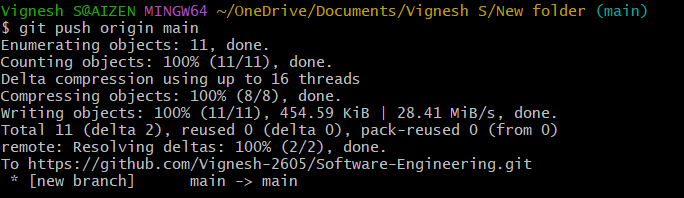 Vignesh S@AIZEN MINGW64 ~/OneDrive/Documents/Vignesh S/New folder (main)
$ git push origin main
Enumerating objects: 11, done.
Counting objects: 100% (11/11), done.
Delta compression using up to 16 threads
Compressing objects: 100% (8/8), done.
Writing objects: 100% (11/11), 454.59 KiB | 28.41 MiB/s, done.
Total 11 (delta 2), reused 0 (delta 0), pack-reused 0 (from 0)
remote: Resolving deltas: 100% (2/2), done.
To https://github.com/Vignesh-2605/Software-Engineering.git
 * [new branch]      main -> main